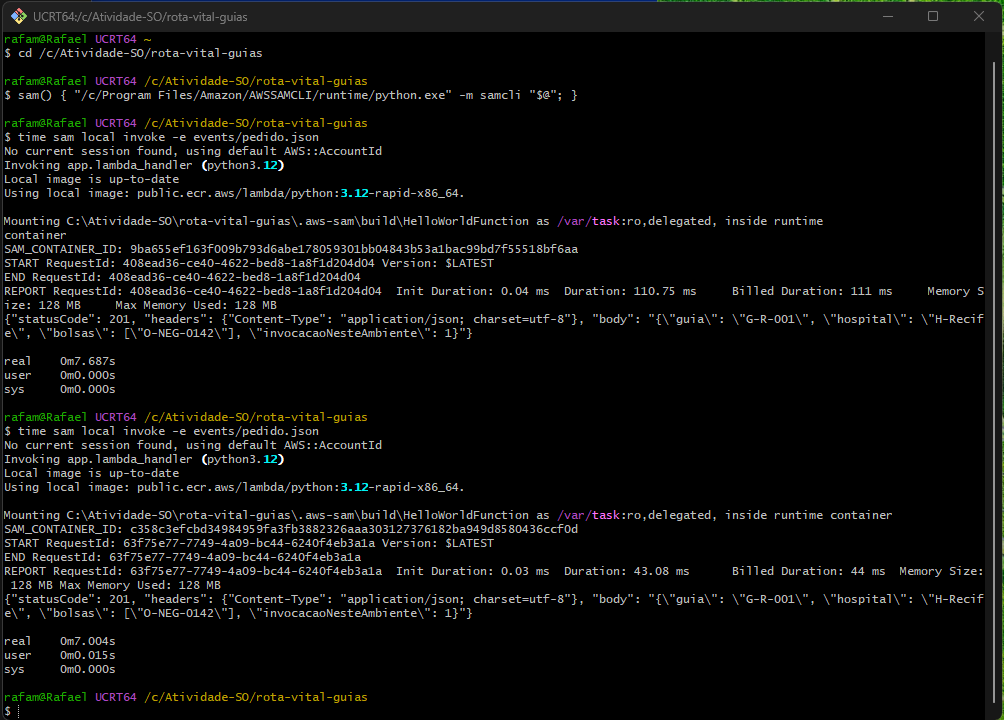 UCRT64:/c/Atividade-SO/rota-vital-guias
rafam@Rafael UCRT64 ~
$ cd /c/Atividade-SO/rota-vital-guias
rafam@Rafael UCRT64 /c/Atividade-SO/rota-vital-guias
$ sam() { "/c/Program Files/Amazon/AWSSAMCLI/runtime/python.exe" -m samcli "$@"; }
rafam@Rafael UCRT64 /c/Atividade-SO/rota-vital-guias
$ time sam local invoke -e events/pedido.json
No current session found, using default AWS::AccountId
Invoking app.lambda_handler (python3.12)
Local image is up-to-date
Using local image: public.ecr.aws/lambda/python:3.12-rapid-x86_64.
Mounting C:\Atividade-SO\rota-vital-guias\.aws-sam\build\HelloWorldFunction as /var/task:ro,delegated, inside runtime
container
SAM_CONTAINER_ID: 9ba655ef163f009b793d6abe178059301bb04843b53a1bac99bd7f55518bf6aa
START RequestId: 408ead36-ce40-4622-bed8-1a8f1d204d04 Version: $LATEST
END RequestId: 408ead36-ce40-4622-bed8-1a8f1d204d04
REPORT RequestId: 408ead36-ce40-4622-bed8-1a8f1d204d04  Init Duration: 0.04 ms  Duration: 110.75 ms     Billed Duration: 111 ms     Memory S
ize: 128 MB     Max Memory Used: 128 MB
{"statusCode": 201, "headers": {"Content-Type": "application/json; charset=utf-8"}, "body": "{\"guia\": \"G-R-001\", \"hospital\": \"H-Recif
e\", \"bolsas\": [\"O-NEG-0142\"], \"invocacaoNesteAmbiente\": 1}"}
real    0m7.687s
user    0m0.000s
sys     0m0.000s
rafam@Rafael UCRT64 /c/Atividade-SO/rota-vital-guias
$ time sam local invoke -e events/pedido.json
No current session found, using default AWS::AccountId
Invoking app.lambda_handler (python3.12)
Local image is up-to-date
Using local image: public.ecr.aws/lambda/python:3.12-rapid-x86_64.
Mounting C:\Atividade-SO\rota-vital-guias\.aws-sam\build\HelloWorldFunction as /var/task:ro,delegated, inside runtime container
SAM_CONTAINER_ID: c358c3efcbd34984959fa3fb3882326aaa303127376182ba949d8580436ccf0d
START RequestId: 63f75e77-7749-4a09-bc44-6240f4eb3a1a Version: $LATEST
END RequestId: 63f75e77-7749-4a09-bc44-6240f4eb3a1a
REPORT RequestId: 63f75e77-7749-4a09-bc44-6240f4eb3a1a  Init Duration: 0.03 ms  Duration: 43.08 ms      Billed Duration: 44 ms  Memory Size:
 128 MB Max Memory Used: 128 MB
{"statusCode": 201, "headers": {"Content-Type": "application/json; charset=utf-8"}, "body": "{\"guia\": \"G-R-001\", \"hospital\": \"H-Recif
e\", \"bolsas\": [\"O-NEG-0142\"], \"invocacaoNesteAmbiente\": 1}"}
real    0m7.004s
user    0m0.015s
sys     0m0.000s
rafam@Rafael UCRT64 /c/Atividade-SO/rota-vital-guias
$